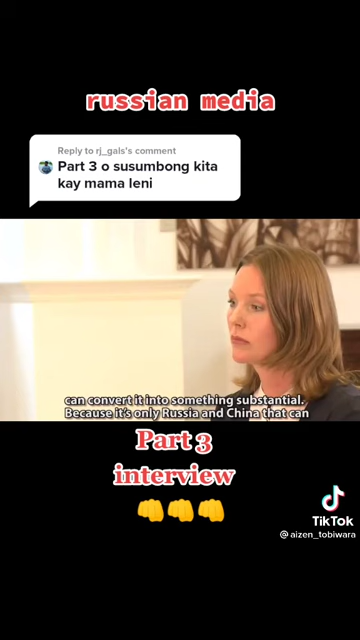 russian media
Reply to rj_gals's comment
Part 3 o susumbong kita
kay mama leni
can convert it into something substantial.
Because it's only Russia and China that can
Part 3
interview
TikTok
@aizen_tobiwara